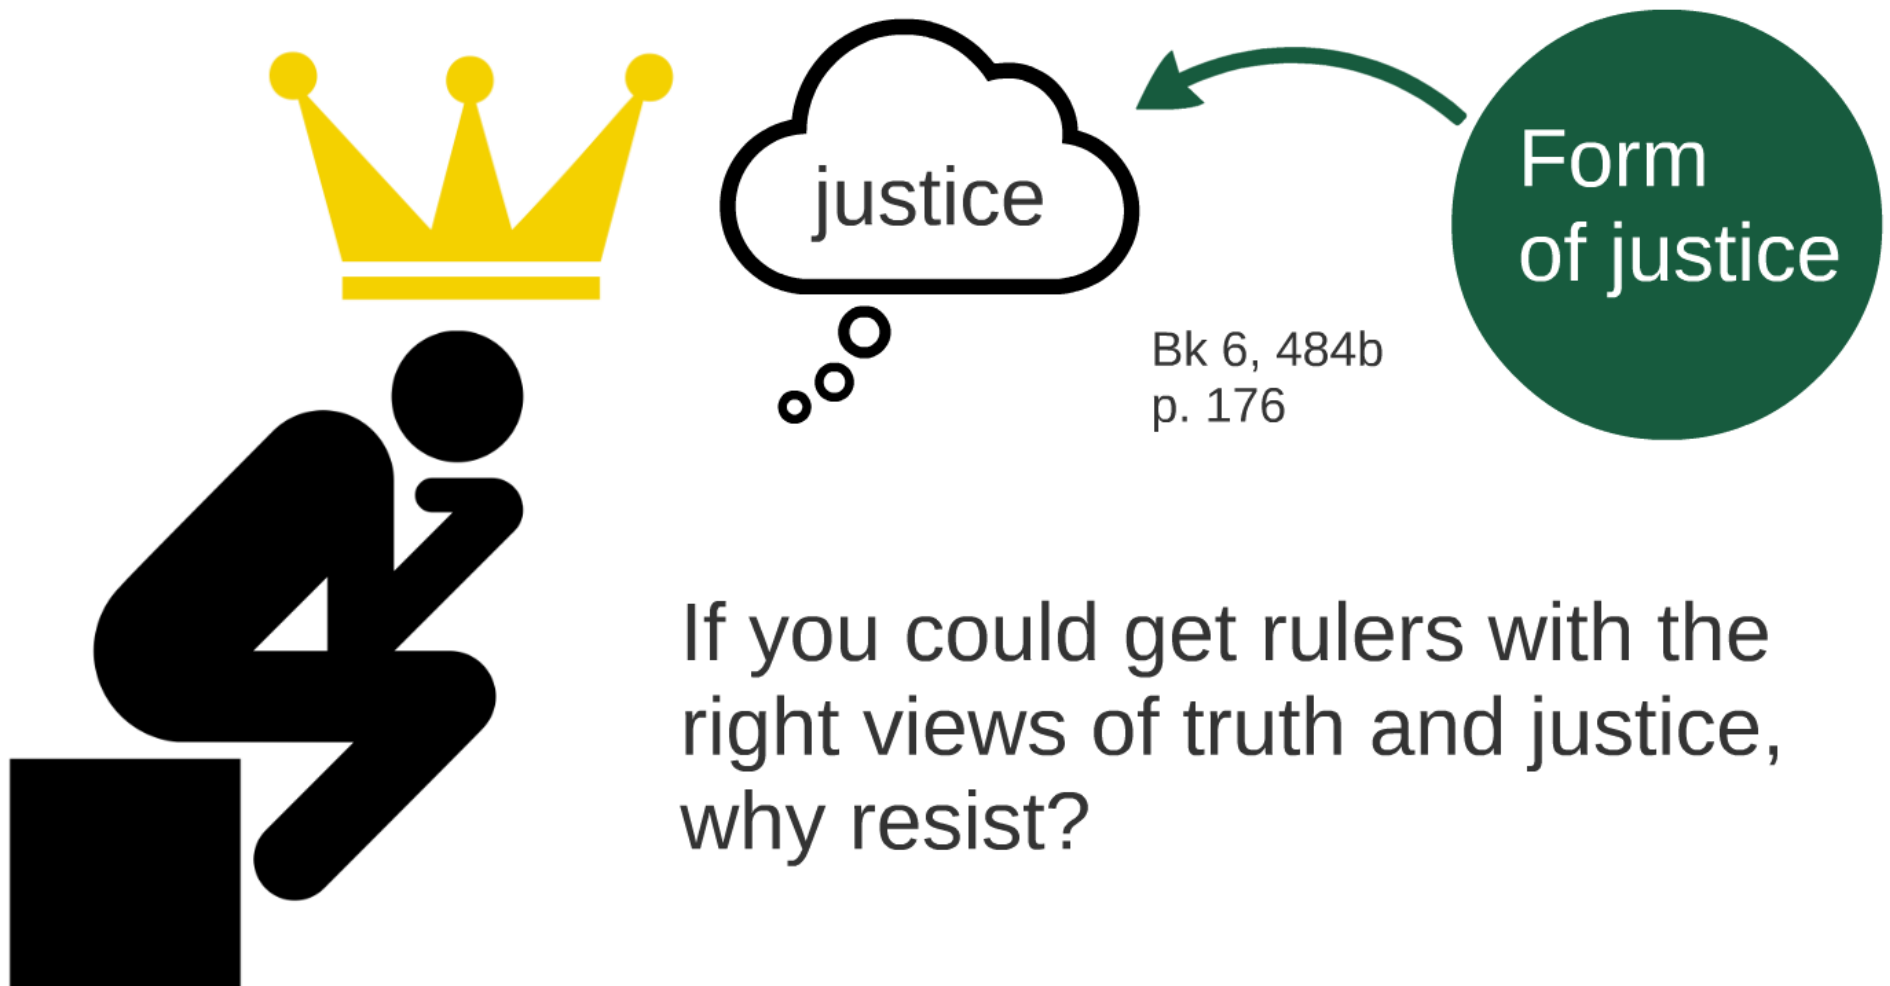 justice
Form
of justice
Bk 6, 484b
p. 176
If you could get rulers with the
right views of truth and justice,
why resist?